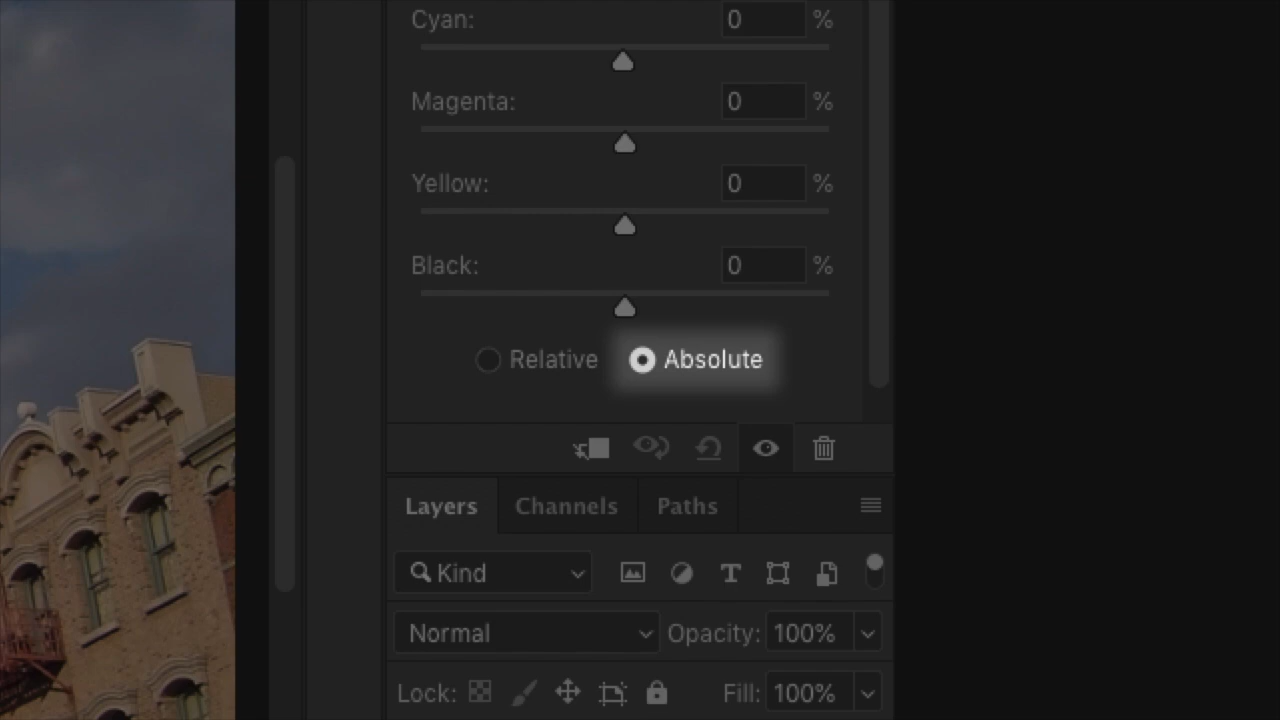 Cyan: 0 %
Magenta: 0 %
Yellow: 0 %
Black: 0 %
Relative Absolute
Layers Channels Paths
Kind
Normal Opacity: 100%
Lock: Fill: 100%